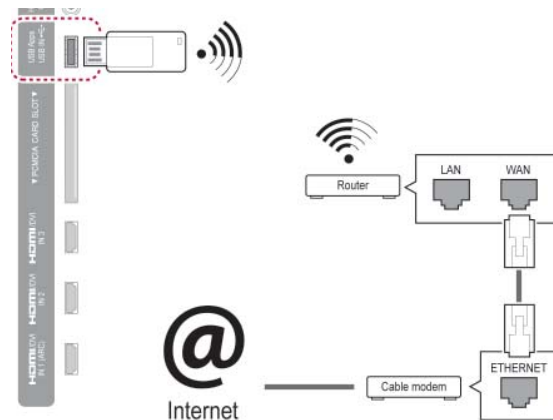 USB Apps
USB IN
▼PCMCIA CARD SLOT▼
HDMI/DVI
IN 3
HDMI/DVI
IN 2
HDMI/DVI
IN 1 (ARC)
Router
LAN
WAN
@
Internet
Cable modem
ETHERNET